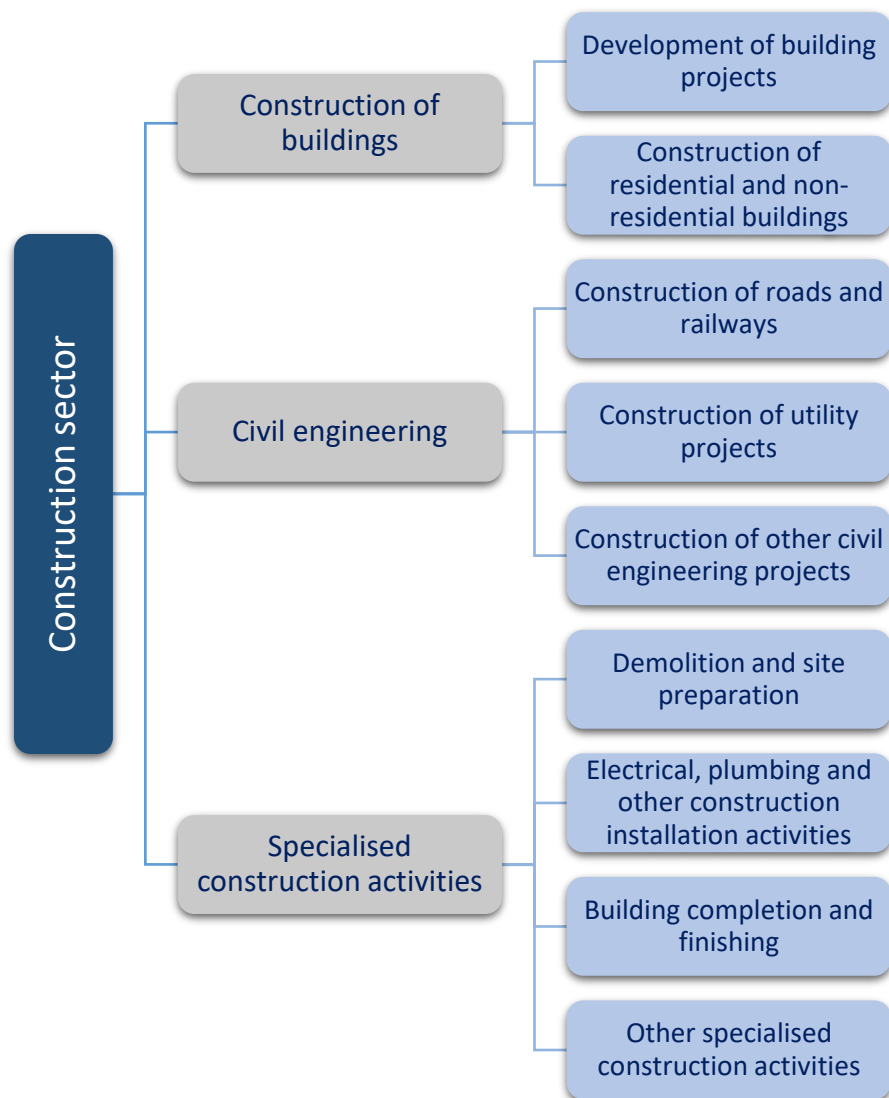 Construction sector
Construction of
buildings
Development of building
projects
Construction of
residential and non-
residential buildings
Civil engineering
Construction of roads and
railways
Construction of utility
projects
Construction of other civil
engineering projects
Specialised
construction activities
Demolition and site
preparation
Electrical, plumbing and
other construction
installation activities
Building completion and
finishing
Other specialised
construction activities